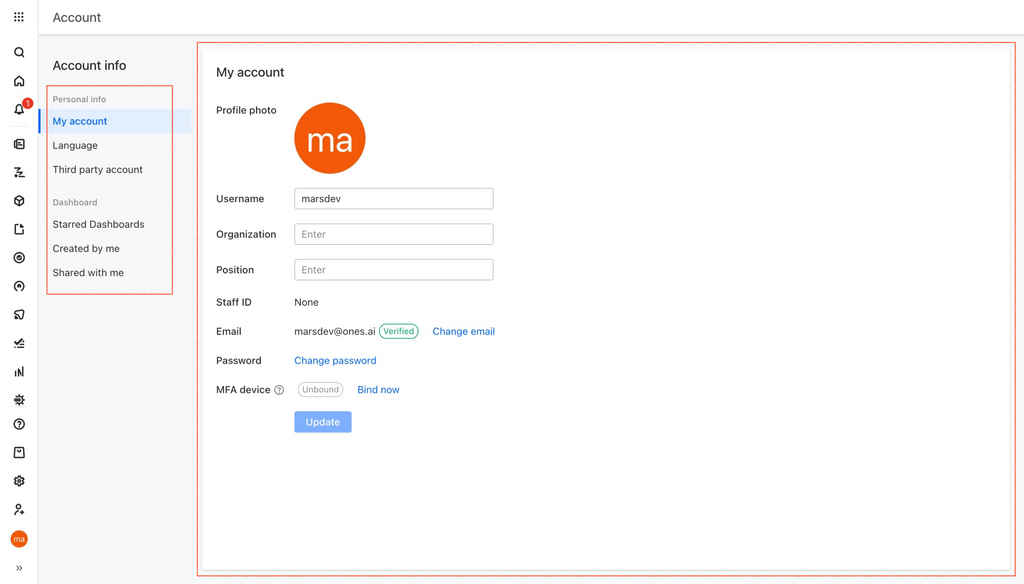 Account
1
Account info
Personal info
My account
Language
Third party account
Dashboard
Starred Dashboards
Created by me
Shared with me
My account
Profile photo
ma
Username marsdev
Organization Enter
Position Enter
Staff ID None
Email marsdev@ones.ai Verified Change email
Password Change password
MFA device ? Unbound Bind now
Update
ma